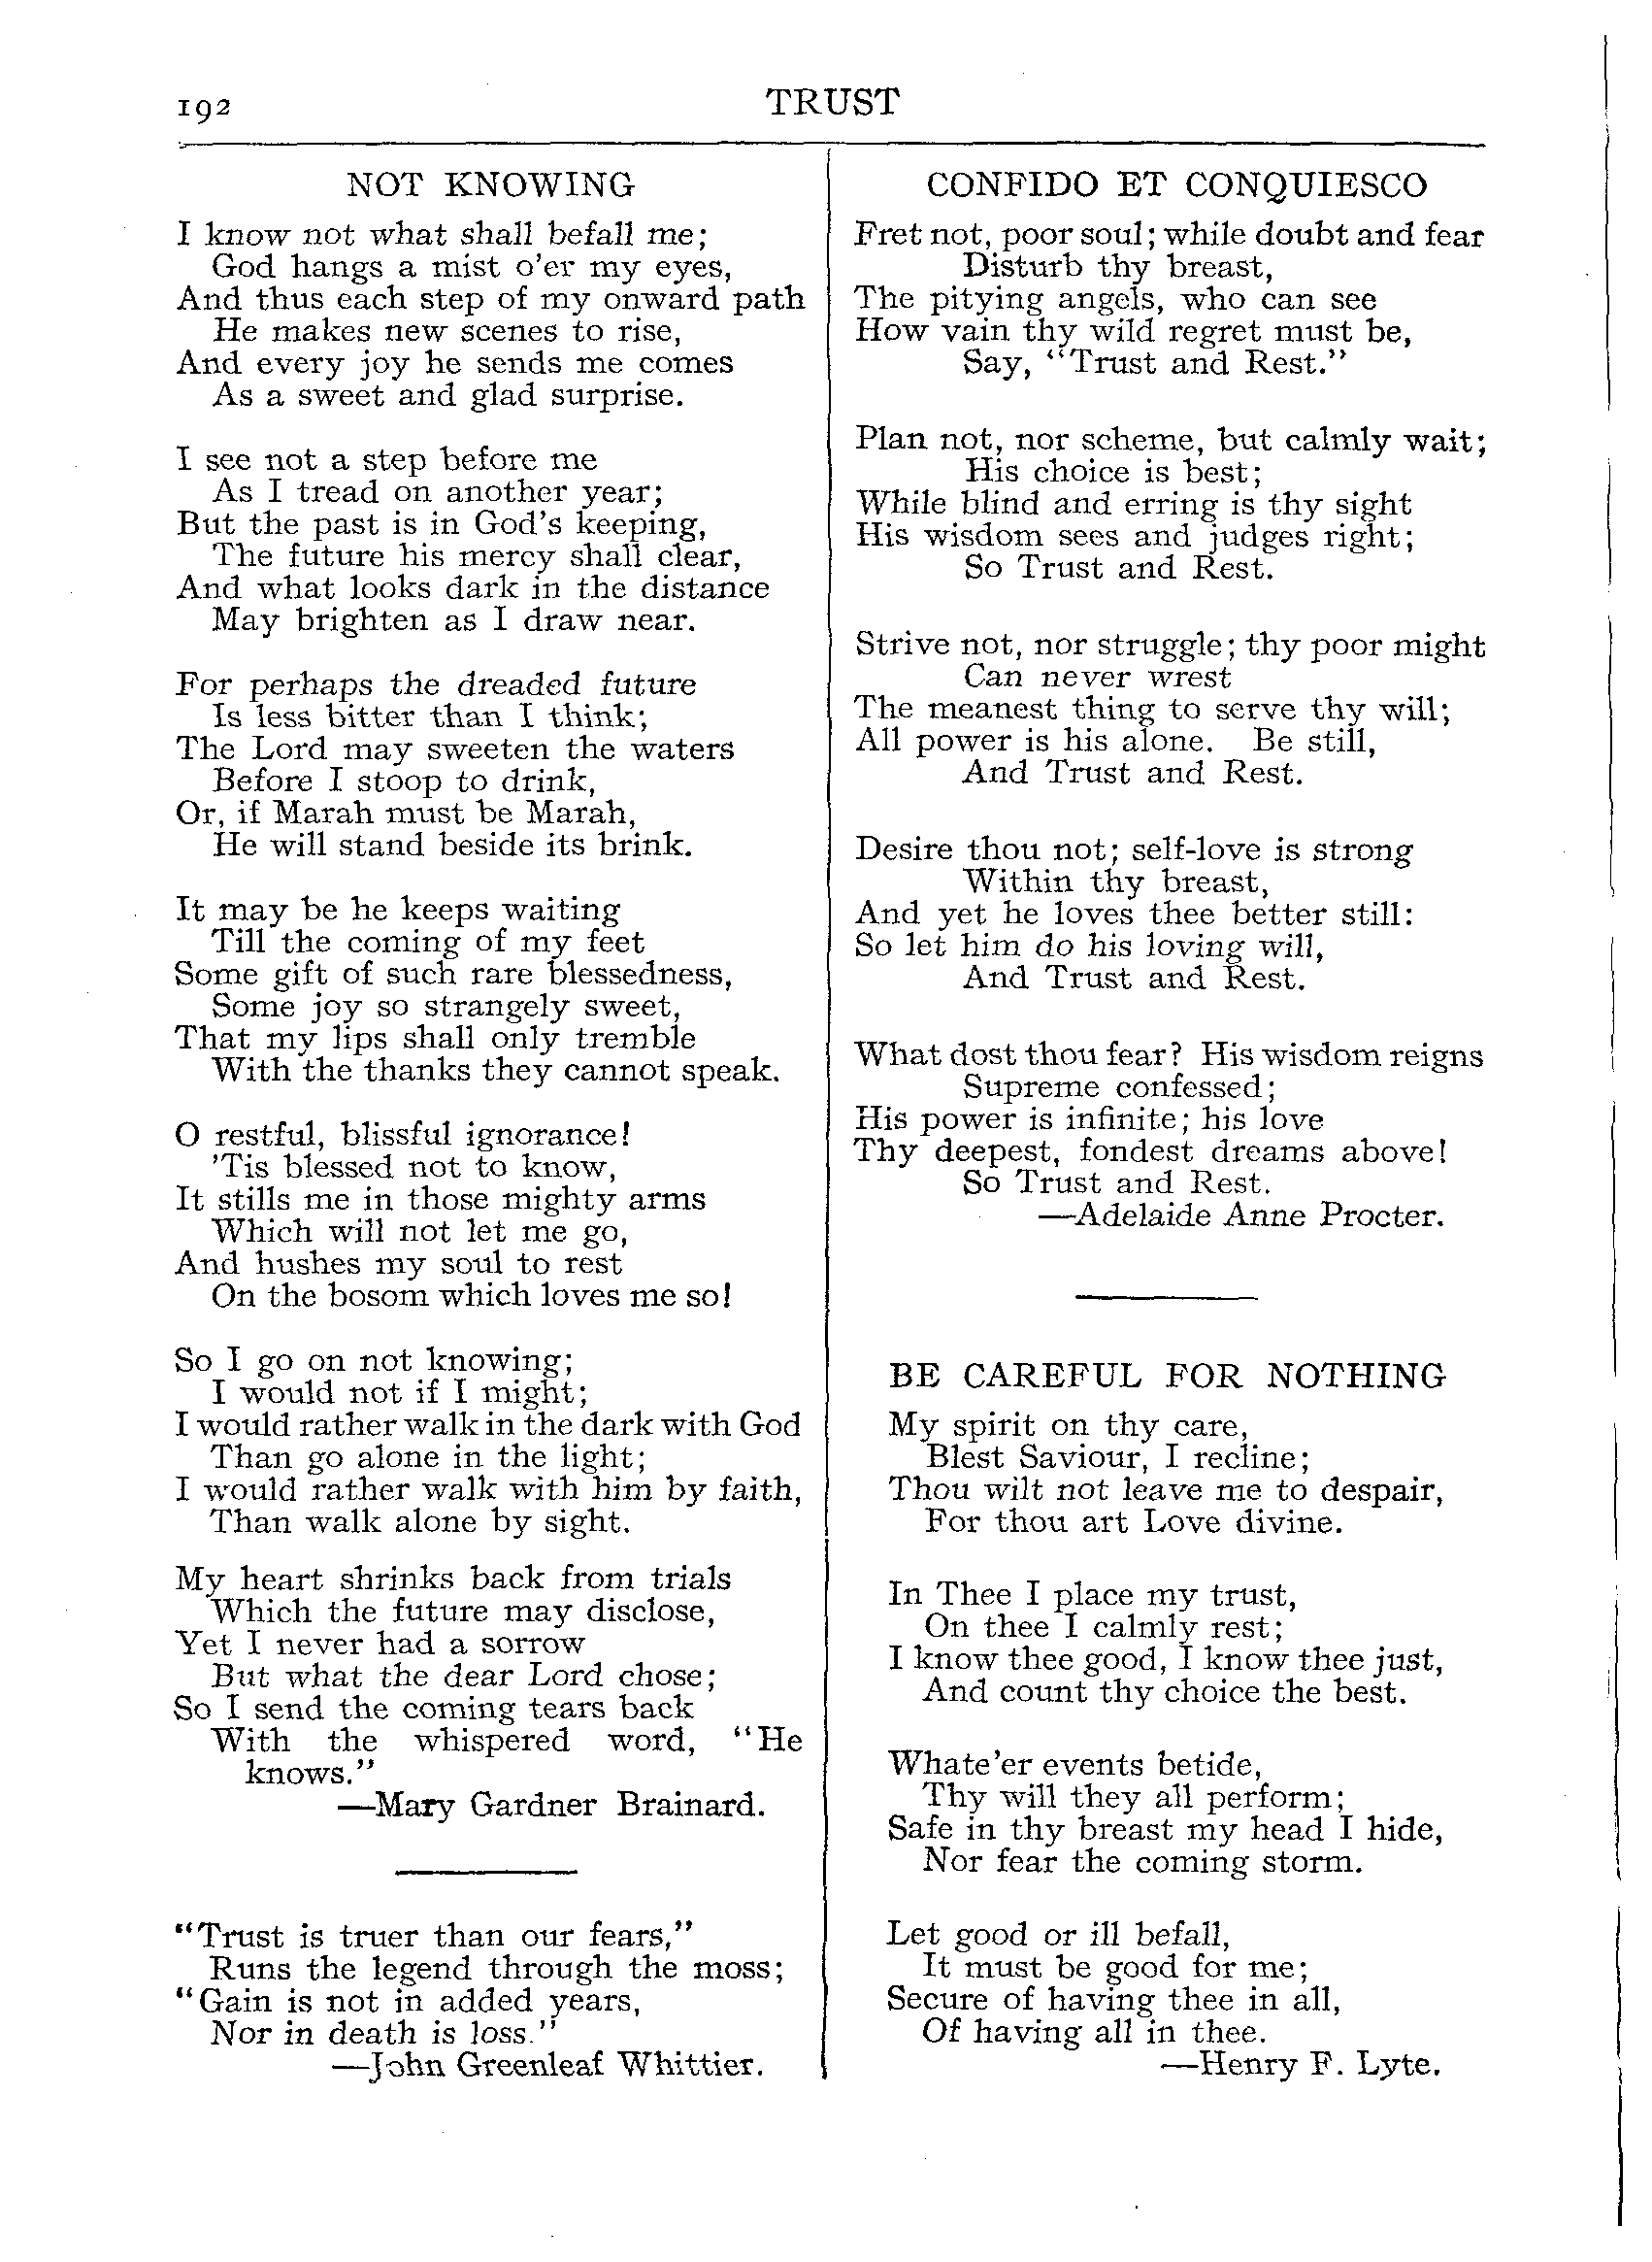 192
TRUST
NOT KNOWING
I know not what shall befall me;
God hangs a mist o'er my eyes,
And thus each step of my onward path
He makes new scenes to rise,
And every joy he sends me comes
As a sweet and glad surprise.
I see not a step before me
As I tread on another year;
But the past is in God's keeping,
The future his mercy shall clear,
And what looks dark in the distance
May brighten as I draw near.
For perhaps the dreaded future
Is less bitter than I think;
The Lord may sweeten the waters
Before I stoop to drink,
Or, if Marah must be Marah,
He will stand beside its brink.
It may be he keeps waiting
Till the coming of my feet
Some gift of such rare blessedness,
Some joy so strangely sweet,
That my lips shall only tremble
With the thanks they cannot speak.
O restful, blissful ignorance!
'Tis blessed not to know,
It stills me in those mighty arms
Which will not let me go,
And hushes my soul to rest
On the bosom which loves me so!
So I go on not knowing;
I would not if I might;
I would rather walk in the dark with God
Than go alone in the light;
I would rather walk with him by faith,
Than walk alone by sight.
My heart shrinks back from trials
Which the future may disclose,
Yet I never had a sorrow
But what the dear Lord chose;
So I send the coming tears back
With the whispered word, "He
knows."
—Mary Gardner Brainard.
"Trust is truer than our fears,"
Runs the legend through the moss;
"Gain is not in added years,
Nor in death is loss."
—John Greenleaf Whittier.
CONFIDO ET CONQUIESCO
Fret not, poor soul; while doubt and fear
Disturb thy breast,
The pitying angels, who can see
How vain thy wild regret must be,
Say, "Trust and Rest."
Plan not, nor scheme, but calmly wait;
His choice is best;
While blind and erring is thy sight
His wisdom sees and judges right;
So Trust and Rest.
Strive not, nor struggle; thy poor might
Can never wrest
The meanest thing to serve thy will;
All power is his alone. Be still,
And Trust and Rest.
Desire thou not; self-love is strong
Within thy breast,
And yet he loves thee better still:
So let him do his loving will,
And Trust and Rest.
What dost thou fear? His wisdom reigns
Supreme confessed;
His power is infinite; his love
Thy deepest, fondest dreams above!
So Trust and Rest.
—Adelaide Anne Procter.
BE CAREFUL FOR NOTHING
My spirit on thy care,
Blest Saviour, I recline;
Thou wilt not leave me to despair,
For thou art Love divine.
In Thee I place my trust,
On thee I calmly rest;
I know thee good, I know thee just,
And count thy choice the best.
Whate'er events betide,
Thy will they all perform;
Safe in thy breast my head I hide,
Nor fear the coming storm.
Let good or ill befall,
It must be good for me;
Secure of having thee in all,
Of having all in thee.
—Henry F. Lyte.